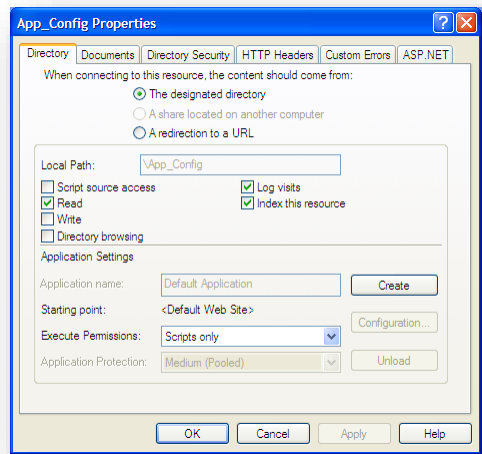 App_Config Properties
Directory Documents Directory Security HTTP Headers Custom Errors ASP.NET
When connecting to this resource, the content should come from:
The designated directory
A share located on another computer
A redirection to a URL
Local Path: \App_Config
Script source access Log visits
Read Index this resource
Write
Directory browsing
Application Settings
Application name: Default Application Create
Starting point: <Default Web Site>
Configuration...
Execute Permissions: Scripts only
Application Protection: Medium (Pooled) Unload
OK Cancel Apply Help